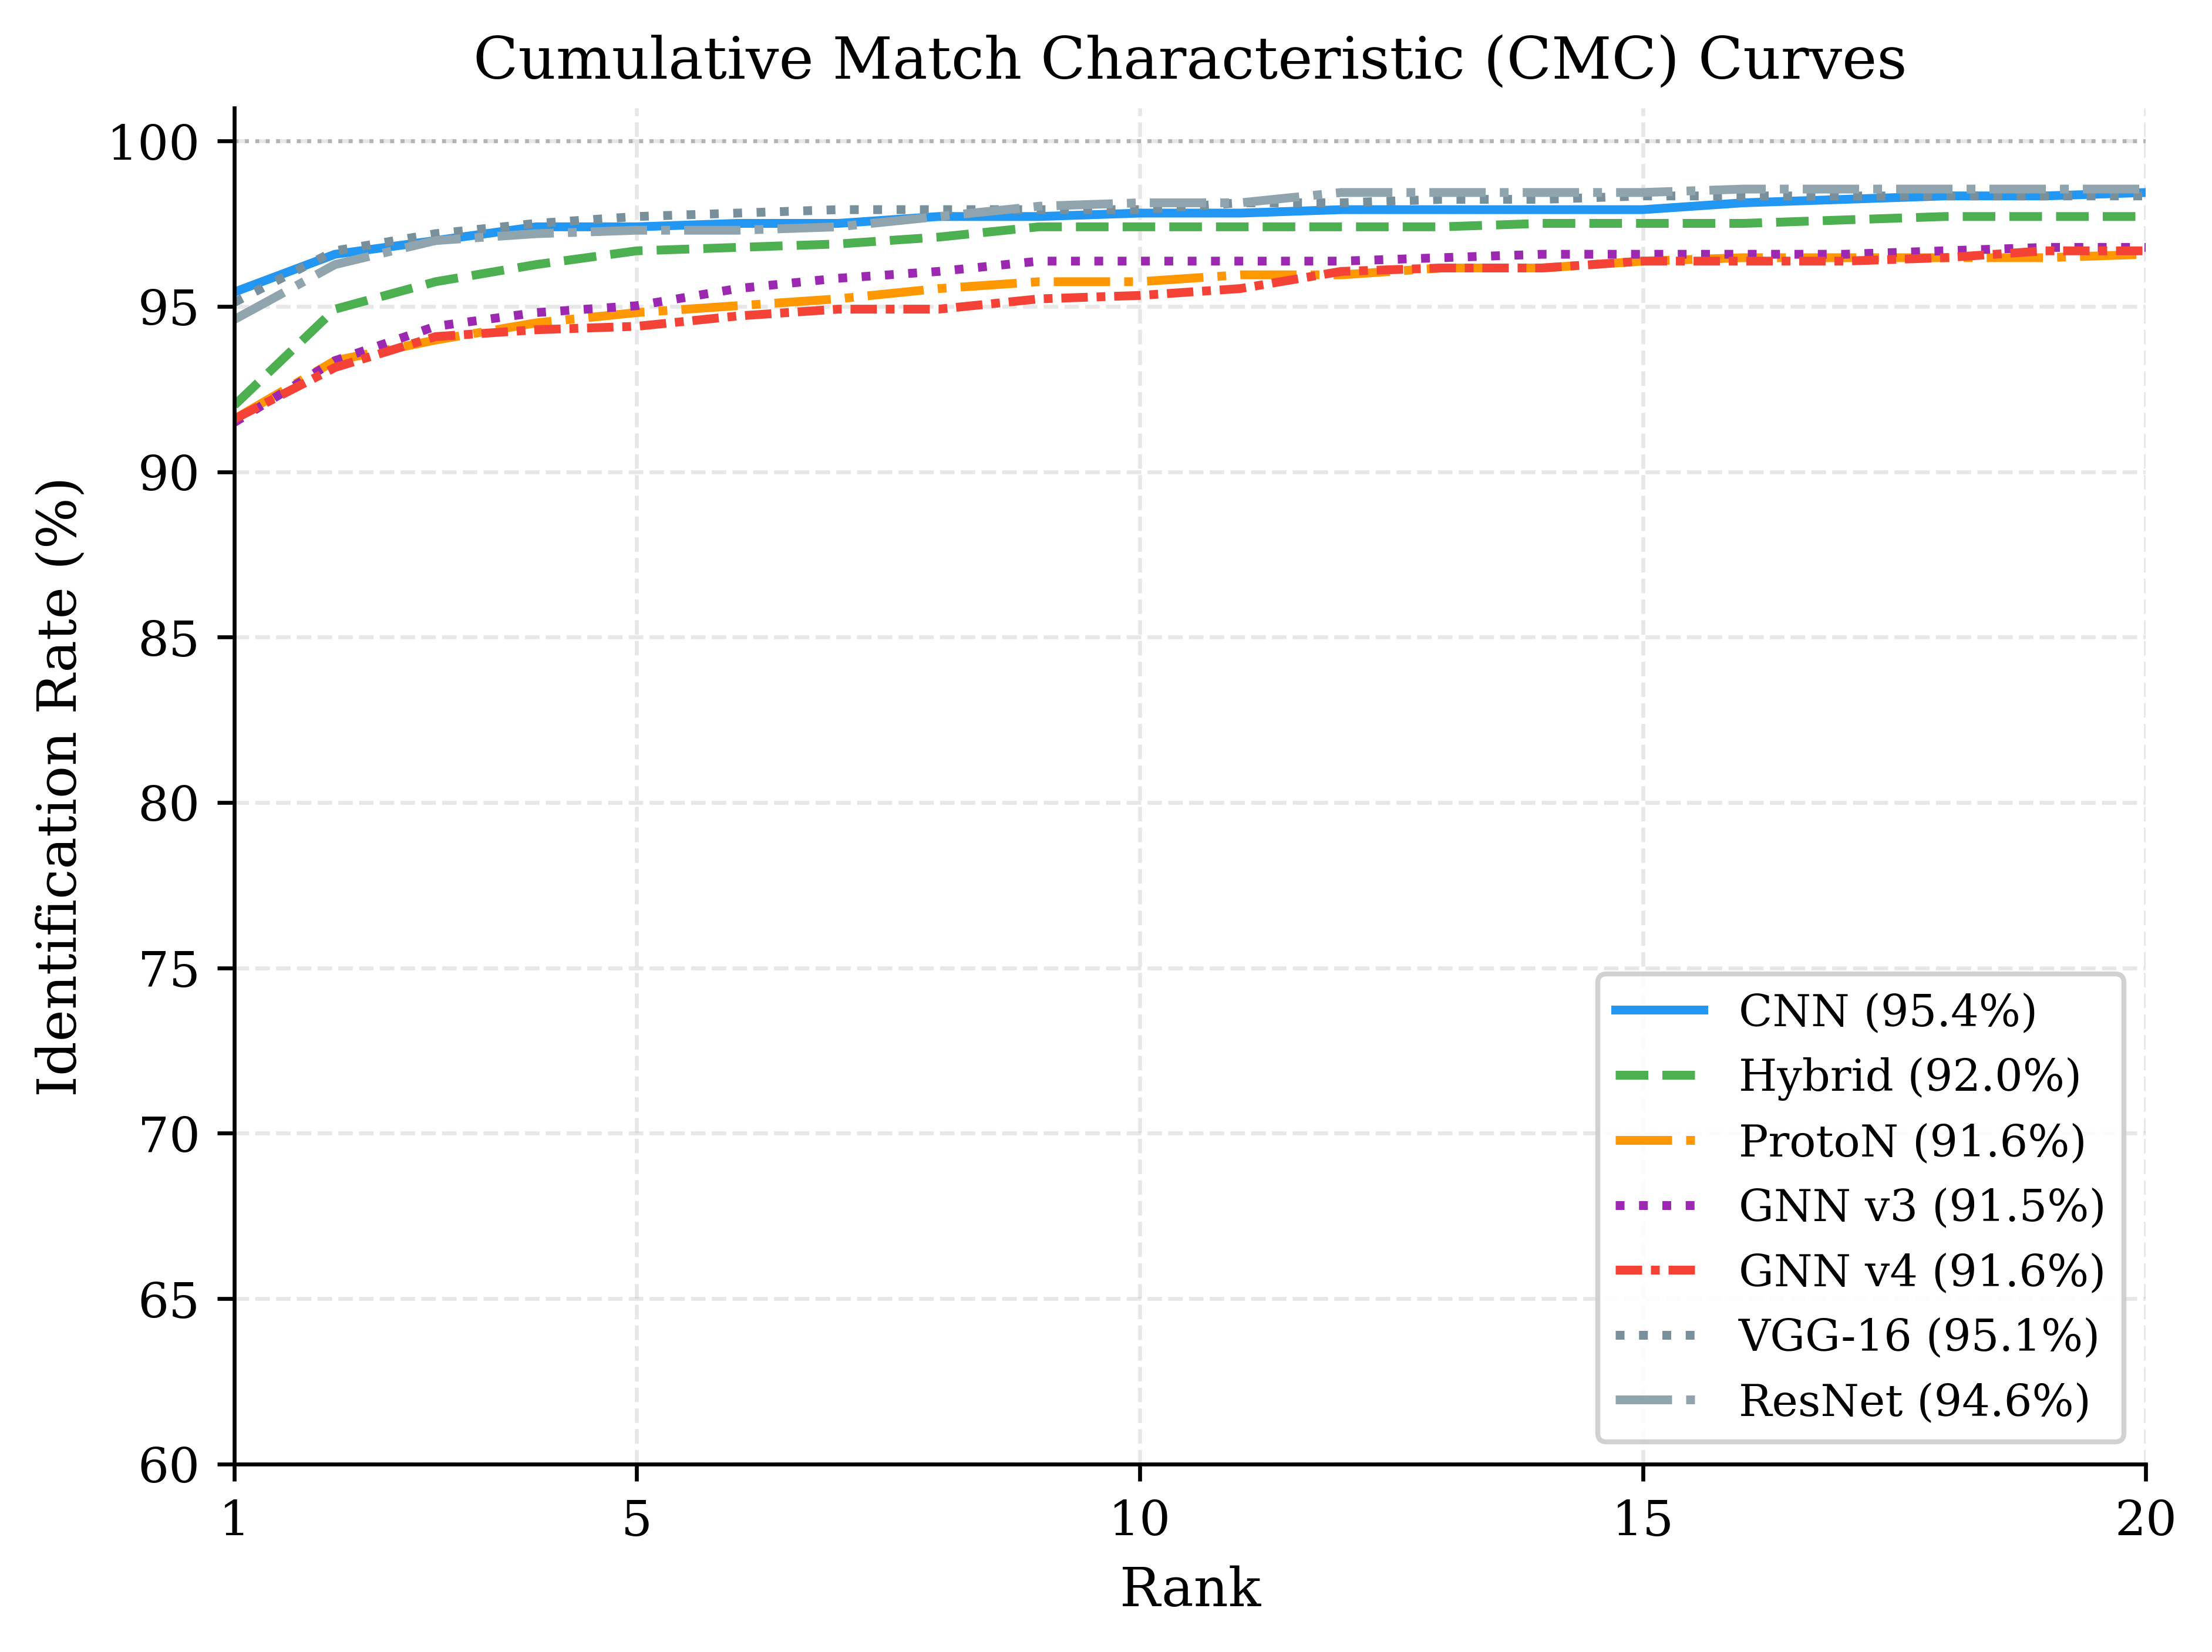 Cumulative Match Characteristic (CMC) Curves
Identification Rate (%)
100
95
90
85
80
75
70
65
60
CNN (95.4%)
Hybrid (92.0%)
ProtoN (91.6%)
GNN v3 (91.5%)
GNN v4 (91.6%)
VGG-16 (95.1%)
ResNet (94.6%)
1 5 10 15 20
Rank